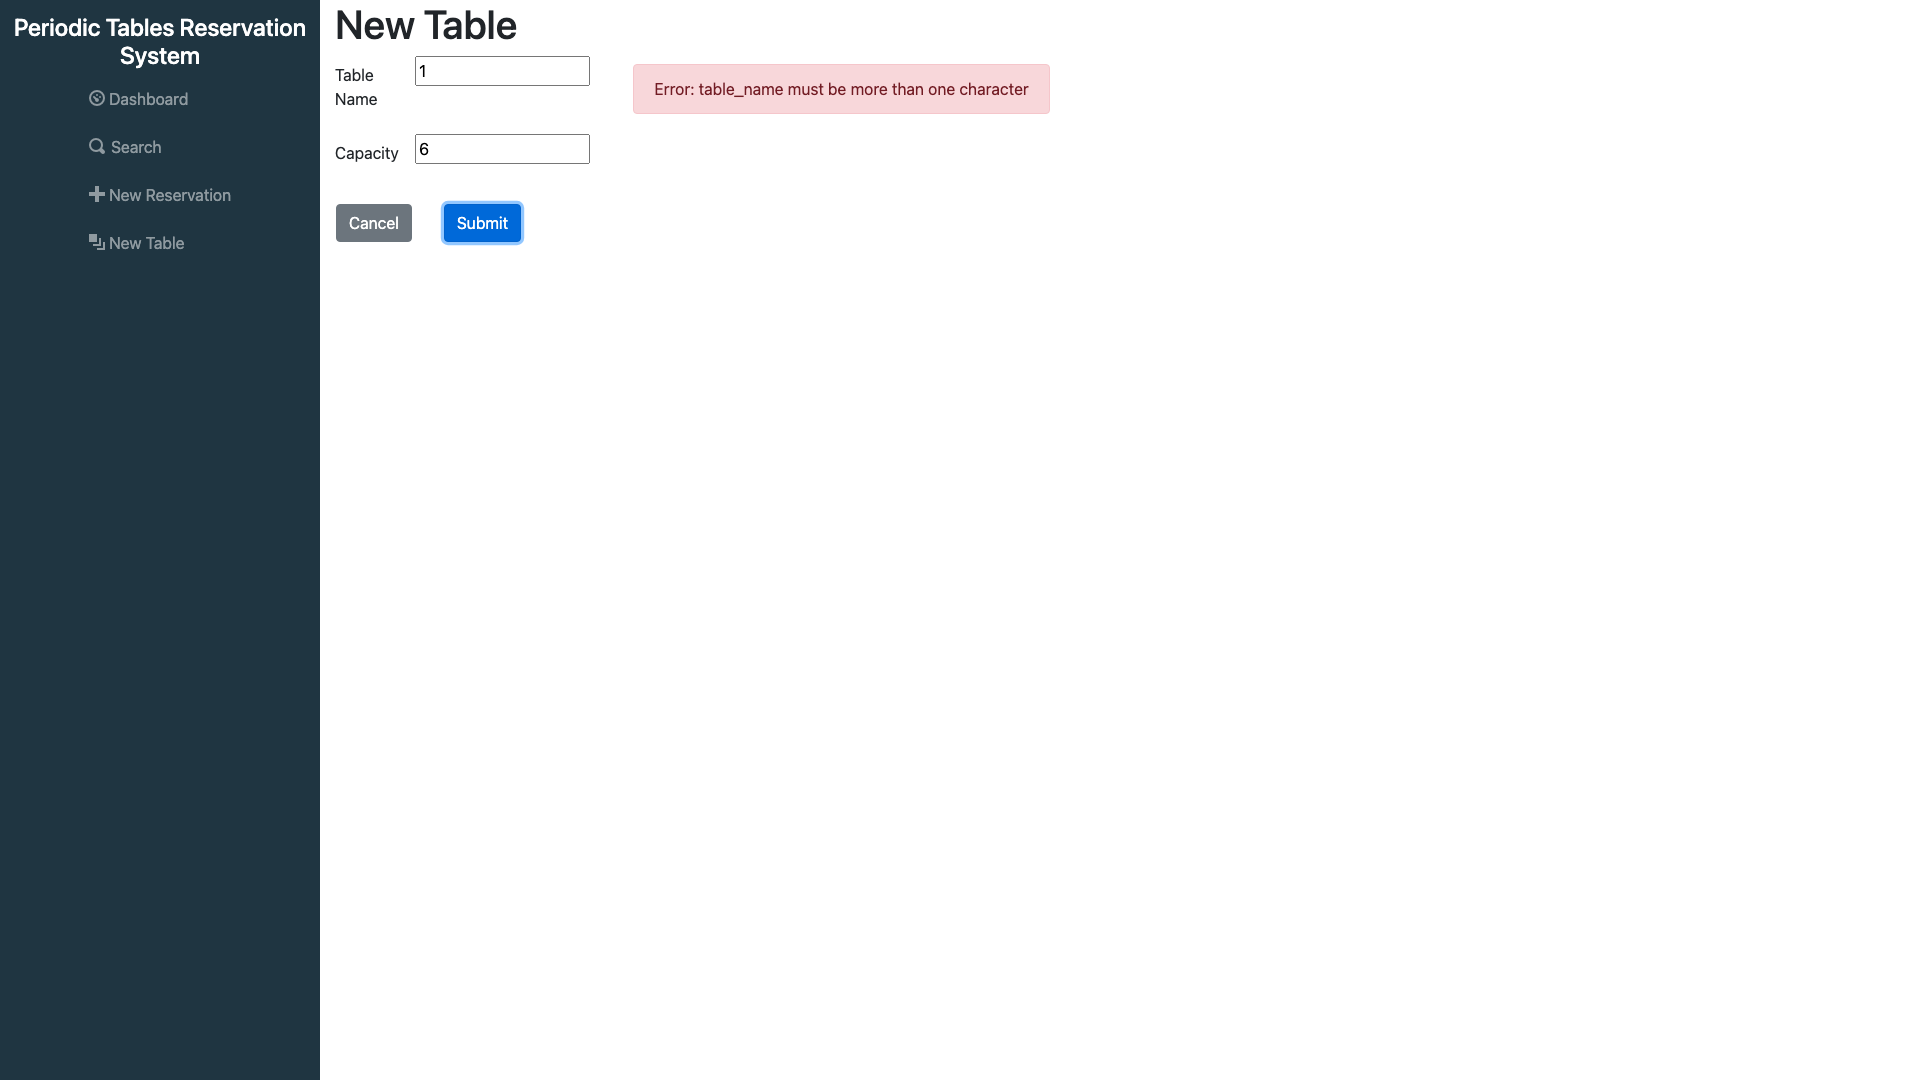 Periodic Tables Reservation
System
Dashboard
Search
New Reservation
New Table
New Table
Table
Name
1
Error: table_name must be more than one character
Capacity
6
Cancel
Submit